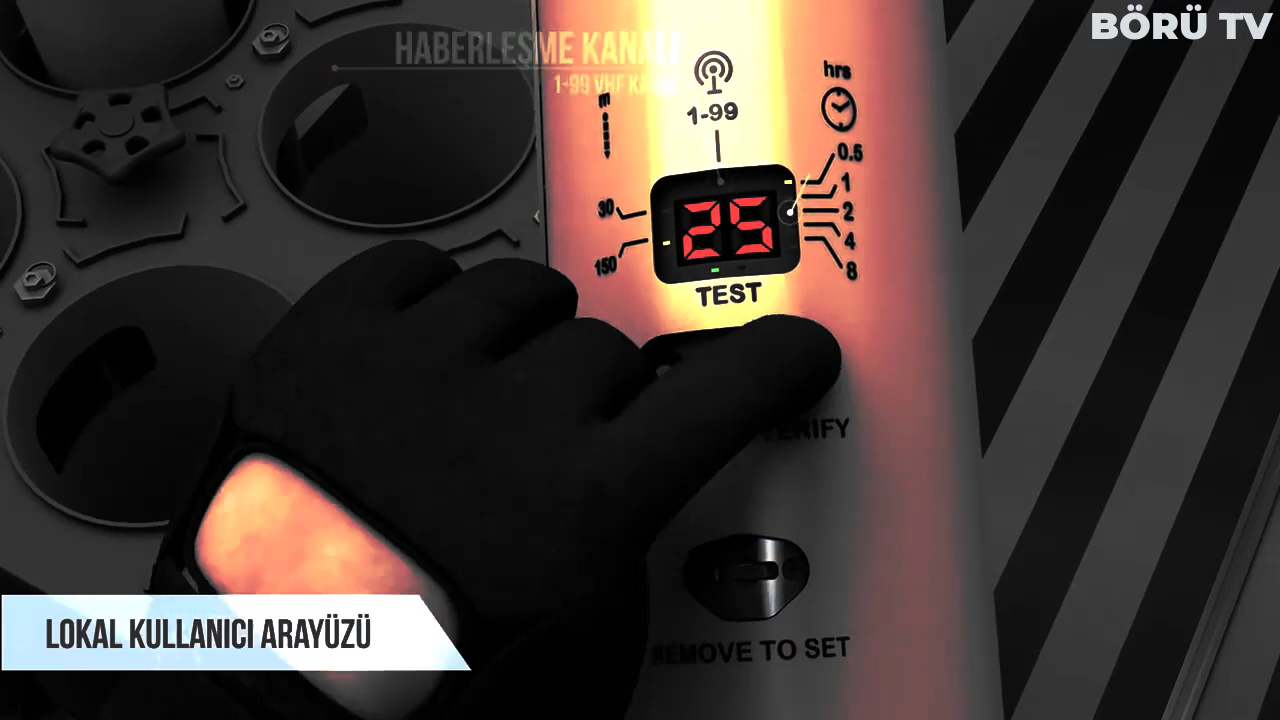 BÖRÜ TV
HABERLEŞME KANALI
1-99 VHF
hrs
1-99
0.5
1
2
4
8
30
150
25
TEST
VERIFY
REMOVE TO SET
LOKAL KULLANICI ARAYÜZÜ